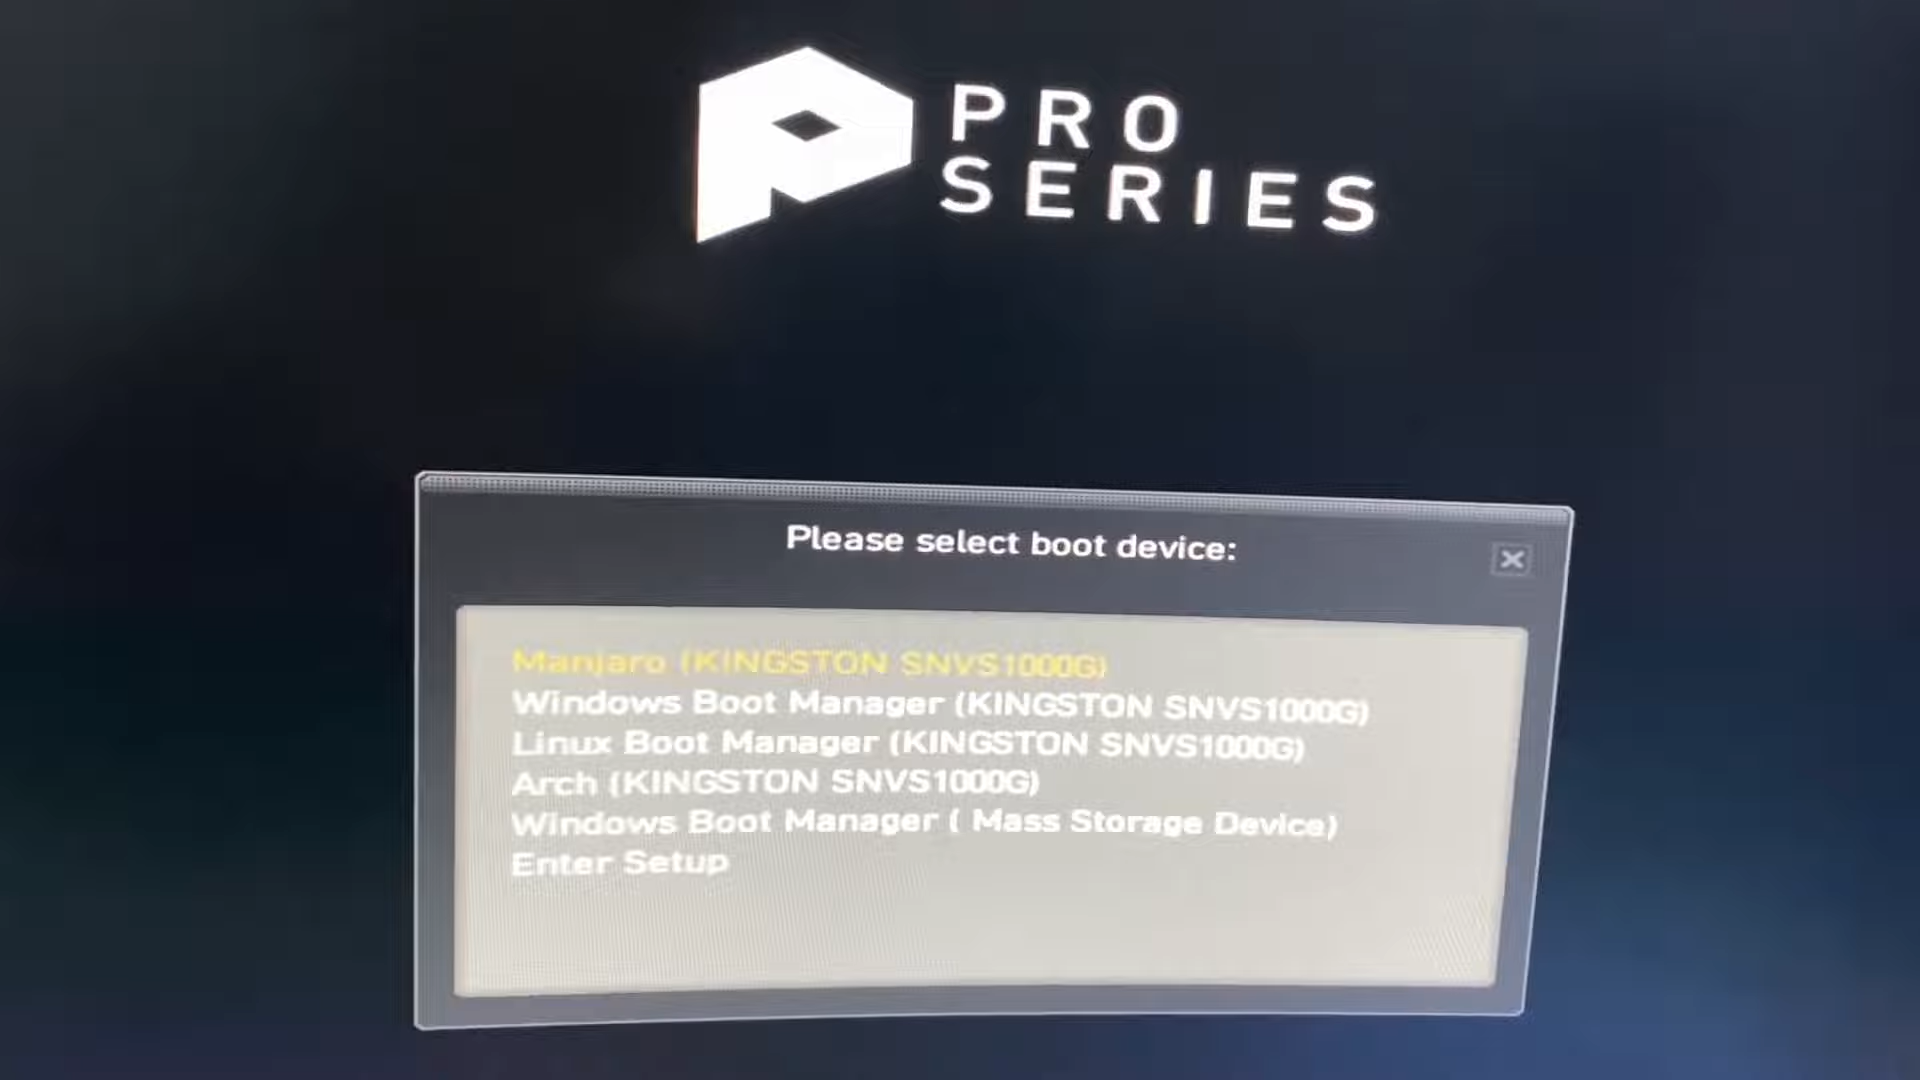 PRO
SERIES
Please select boot device:
Manjaro (KINGSTON SNVS1000G)
Windows Boot Manager (KINGSTON SNVS1000G)
Linux Boot Manager (KINGSTON SNVS1000G)
Arch (KINGSTON SNVS1000G)
Windows Boot Manager ( Mass Storage Device)
Enter Setup